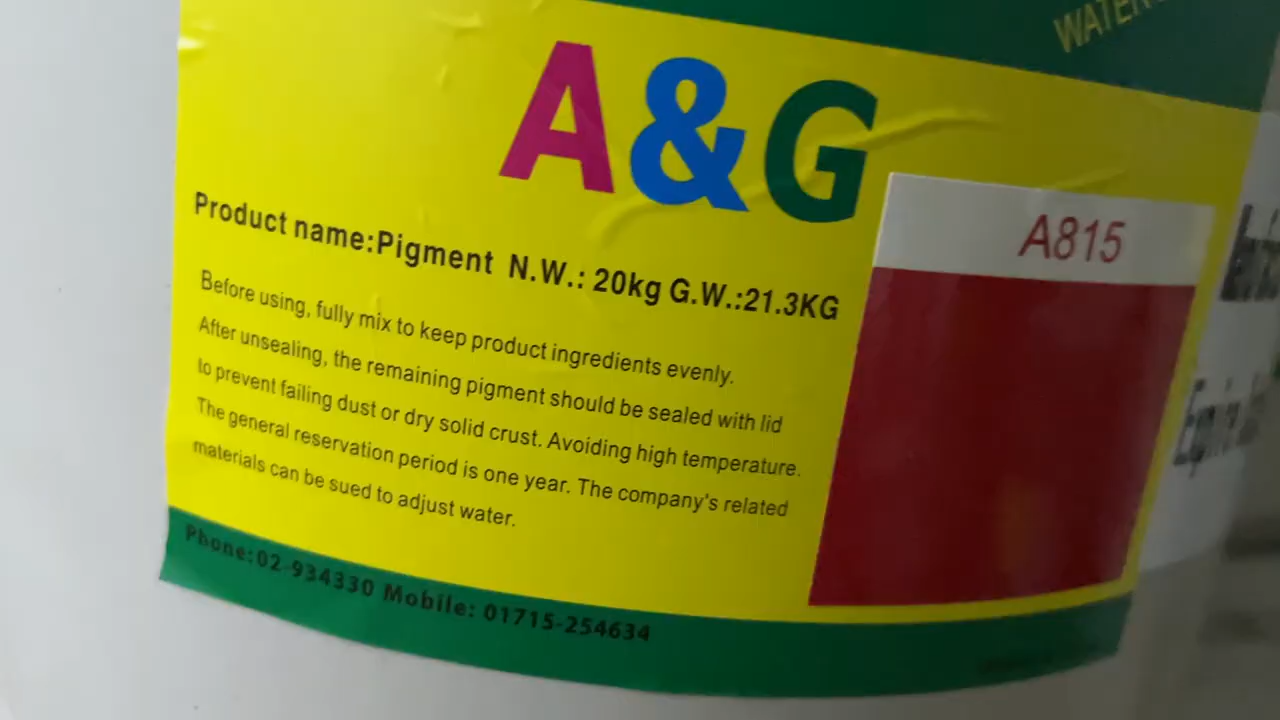 A&G
A815
Product name:Pigment N.W.: 20kg G.W.:21.3KG
Before using, fully mix to keep product ingredients evenly.
After unsealing, the remaining pigment should be sealed with lid
to prevent failing dust or dry solid crust. Avoiding high temperature.
The general reservation period is one year. The company's related
materials can be sued to adjust water.
Phone:02-934330 Mobile: 01715-254634